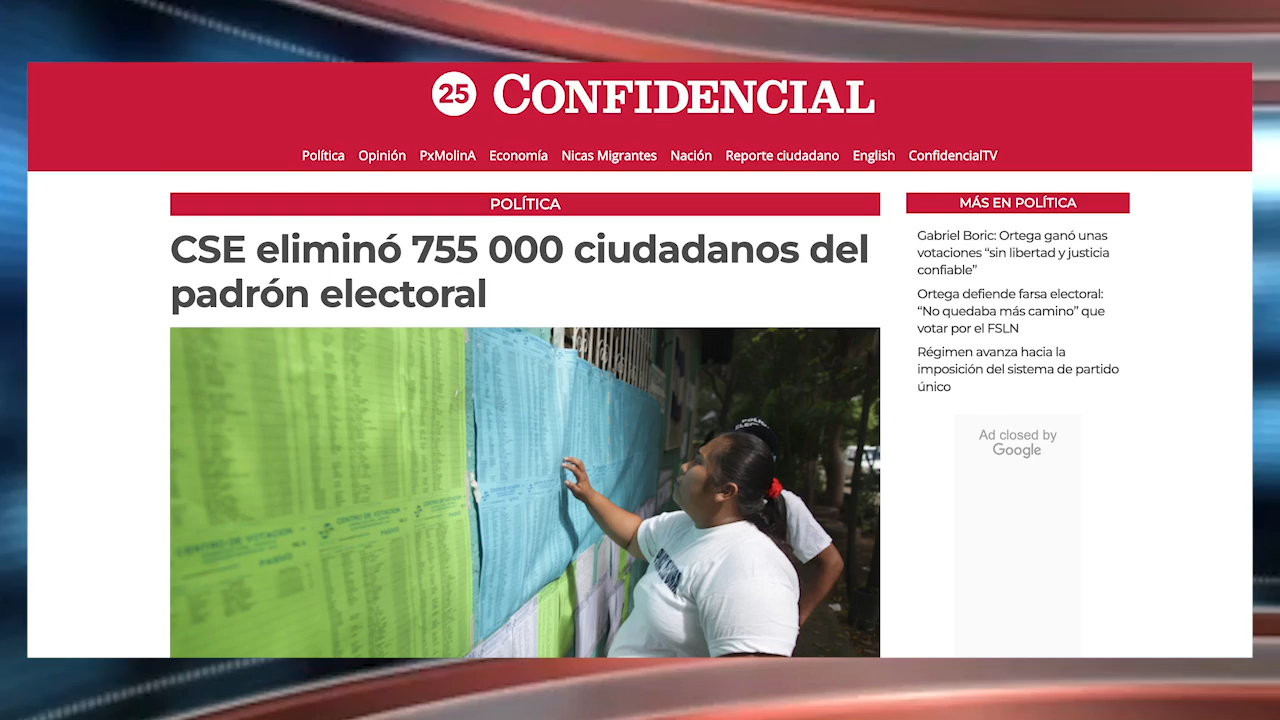 25 CONFIDENCIAL
Política Opinión PxMolinA Economía Nicas Migrantes Nación Reporte ciudadano English ConfidencialTV
POLÍTICA
CSE eliminó 755 000 ciudadanos del
padrón electoral
CENTRO DE VOTACION
MÁS EN POLÍTICA
Gabriel Boric: Ortega ganó unas
votaciones “sin libertad y justicia
confiable”
Ortega defiende farsa electoral:
“No quedaba más camino” que
votar por el FSLN
Régimen avanza hacia la
imposición del sistema de partido
único
Ad closed by
Google